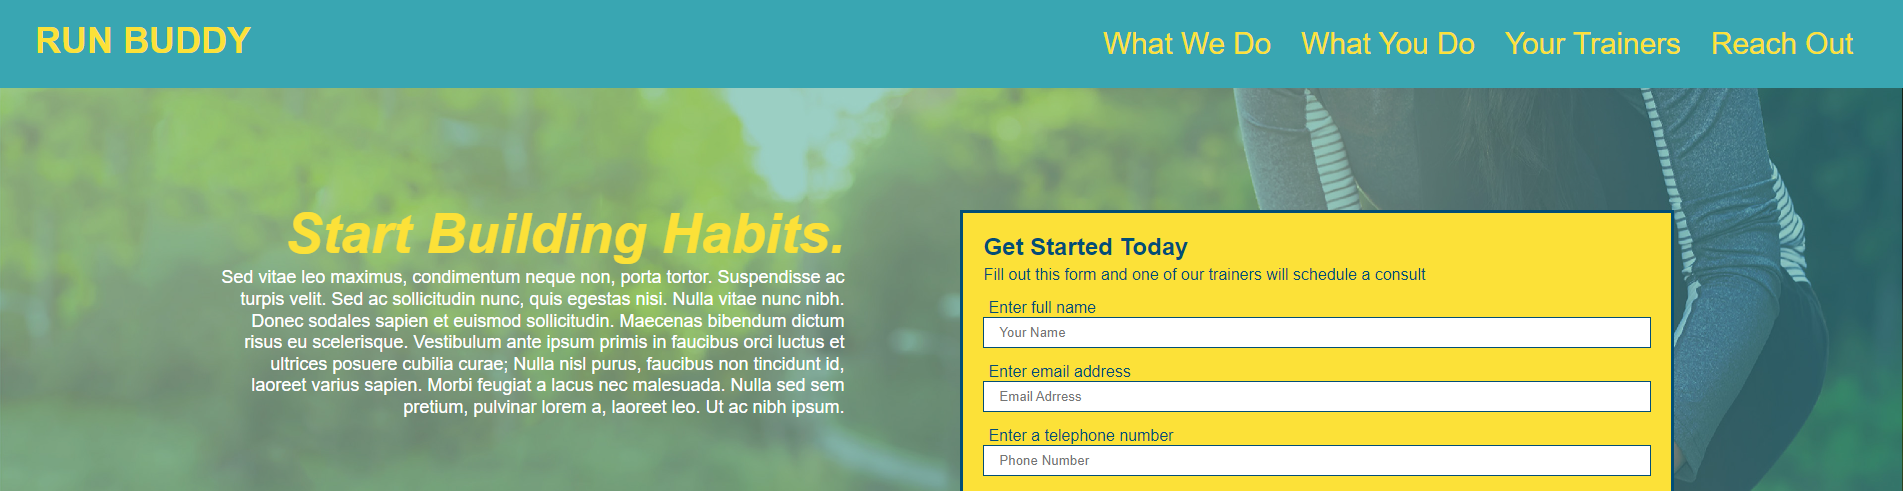 RUN BUDDY
What We Do What You Do Your Trainers Reach Out
Start Building Habits.
Sed vitae leo maximus, condimentum neque non, porta tortor. Suspendisse ac
turpis velit. Sed ac sollicitudin nunc, quis egestas nisi. Nulla vitae nunc nibh.
Donec sodales sapien et euismod sollicitudin. Maecenas bibendum dictum
risus eu scelerisque. Vestibulum ante ipsum primis in faucibus orci luctus et
ultrices posuere cubilia curae; Nulla nisl purus, faucibus non tincidunt id,
laoreet varius sapien. Morbi feugiat a lacus nec malesuada. Nulla sed sem
pretium, pulvinar lorem a, laoreet leo. Ut ac nibh ipsum.
Get Started Today
Fill out this form and one of our trainers will schedule a consult
Enter full name
Your Name
Enter email address
Email Adrress
Enter a telephone number
Phone Number